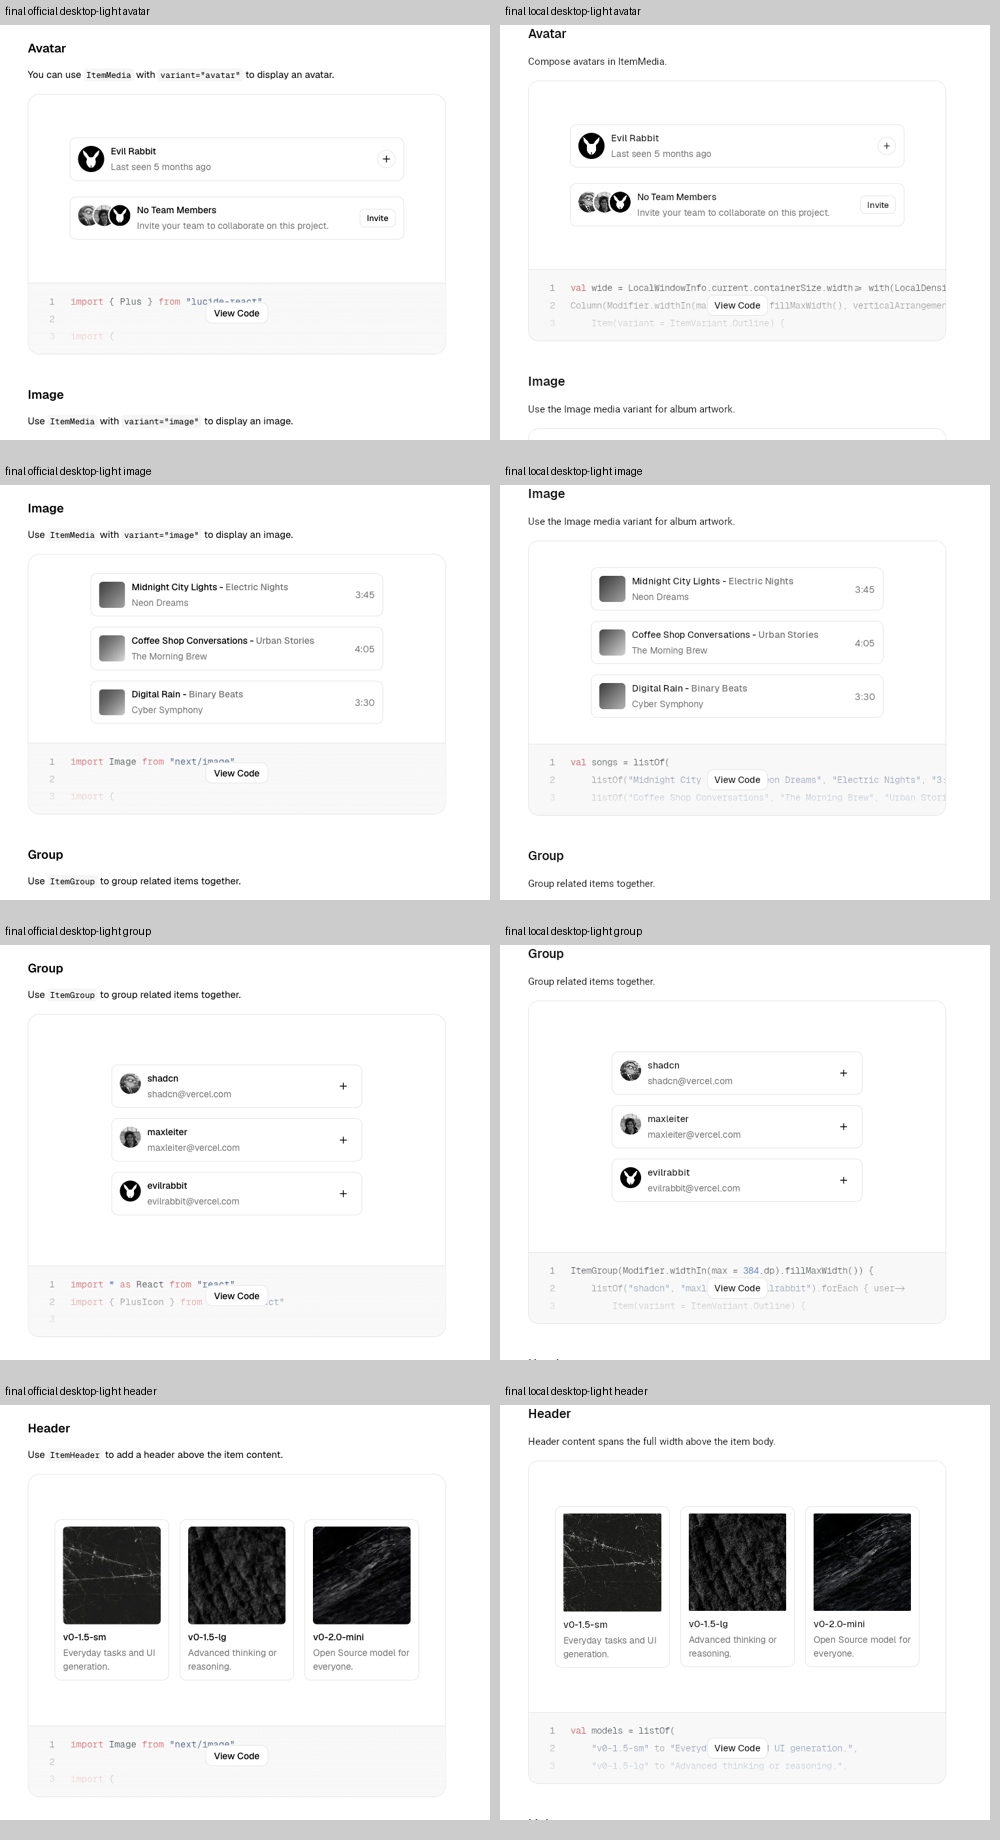 final official desktop-light avatar
Avatar
You can use ItemMedia with variant="avatar" to display an avatar.
Evil Rabbit
Last seen 5 months ago
+
No Team Members
Invite your team to collaborate on this project.
Invite
1 import { Plus } from "lucide-react"
2
View Code
3 import {
Image
Use ItemMedia with variant="image" to display an image.
final local desktop-light avatar
Avatar
Compose avatars in ItemMedia.
Evil Rabbit
Last seen 5 months ago
+
No Team Members
Invite your team to collaborate on this project.
Invite
1 val wide = LocalWindowInfo.current.containerSize.width >= with(LocalDensi
2 Column(Modifier.widthIn(ma
View Code
fillMaxWidth(), verticalArrangemen
3 Item(variant = ItemVariant.Outline) {
Image
Use the Image media variant for album artwork.
final official desktop-light image
Image
Use ItemMedia with variant="image" to display an image.
Midnight City Lights - Electric Nights
Neon Dreams
3:45
Coffee Shop Conversations - Urban Stories
The Morning Brew
4:05
Digital Rain - Binary Beats
Cyber Symphony
3:30
1 import Image from "next/image"
2
View Code
3 import {
Group
Use ItemGroup to group related items together.
final local desktop-light image
Image
Use the Image media variant for album artwork.
Midnight City Lights - Electric Nights
Neon Dreams
3:45
Coffee Shop Conversations - Urban Stories
The Morning Brew
4:05
Digital Rain - Binary Beats
Cyber Symphony
3:30
1 val songs = listOf(
2 listOf("Midnight City
View Code
on Dreams", "Electric Nights", "3:
3 listOf("Coffee Shop Conversations", "The Morning Brew", "Urban Stori
Group
Group related items together.
final official desktop-light group
Group
Use ItemGroup to group related items together.
shadcn
shadcn@vercel.com
+
maxleiter
maxleiter@vercel.com
+
evilrabbit
evilrabbit@vercel.com
+
1 import * as React from "react"
2 import { PlusIcon } from
View Code
ct"
3
final local desktop-light group
Group
Group related items together.
shadcn
shadcn@vercel.com
+
maxleiter
maxleiter@vercel.com
+
evilrabbit
evilrabbit@vercel.com
+
1 ItemGroup(Modifier.widthIn(max = 384.dp).fillMaxWidth()) {
2 listOf("shadcn", "maxl
View Code
lrabbit").forEach { user->
3 Item(variant = ItemVariant.Outline) {
final official desktop-light header
Header
Use ItemHeader to add a header above the item content.
v0-1.5-sm
Everyday tasks and UI
generation.
v0-1.5-lg
Advanced thinking or
reasoning.
v0-2.0-mini
Open Source model for
everyone.
1 import Image from "next/image"
2
View Code
3 import {
final local desktop-light header
Header
Header content spans the full width above the item body.
v0-1.5-sm
Everyday tasks and UI
generation.
v0-1.5-lg
Advanced thinking or
reasoning.
v0-2.0-mini
Open Source model for
everyone.
1 val models = listOf(
2 "v0-1.5-sm" to "Everyd
View Code
UI generation.",
3 "v0-1.5-lg" to "Advanced thinking or reasoning.",